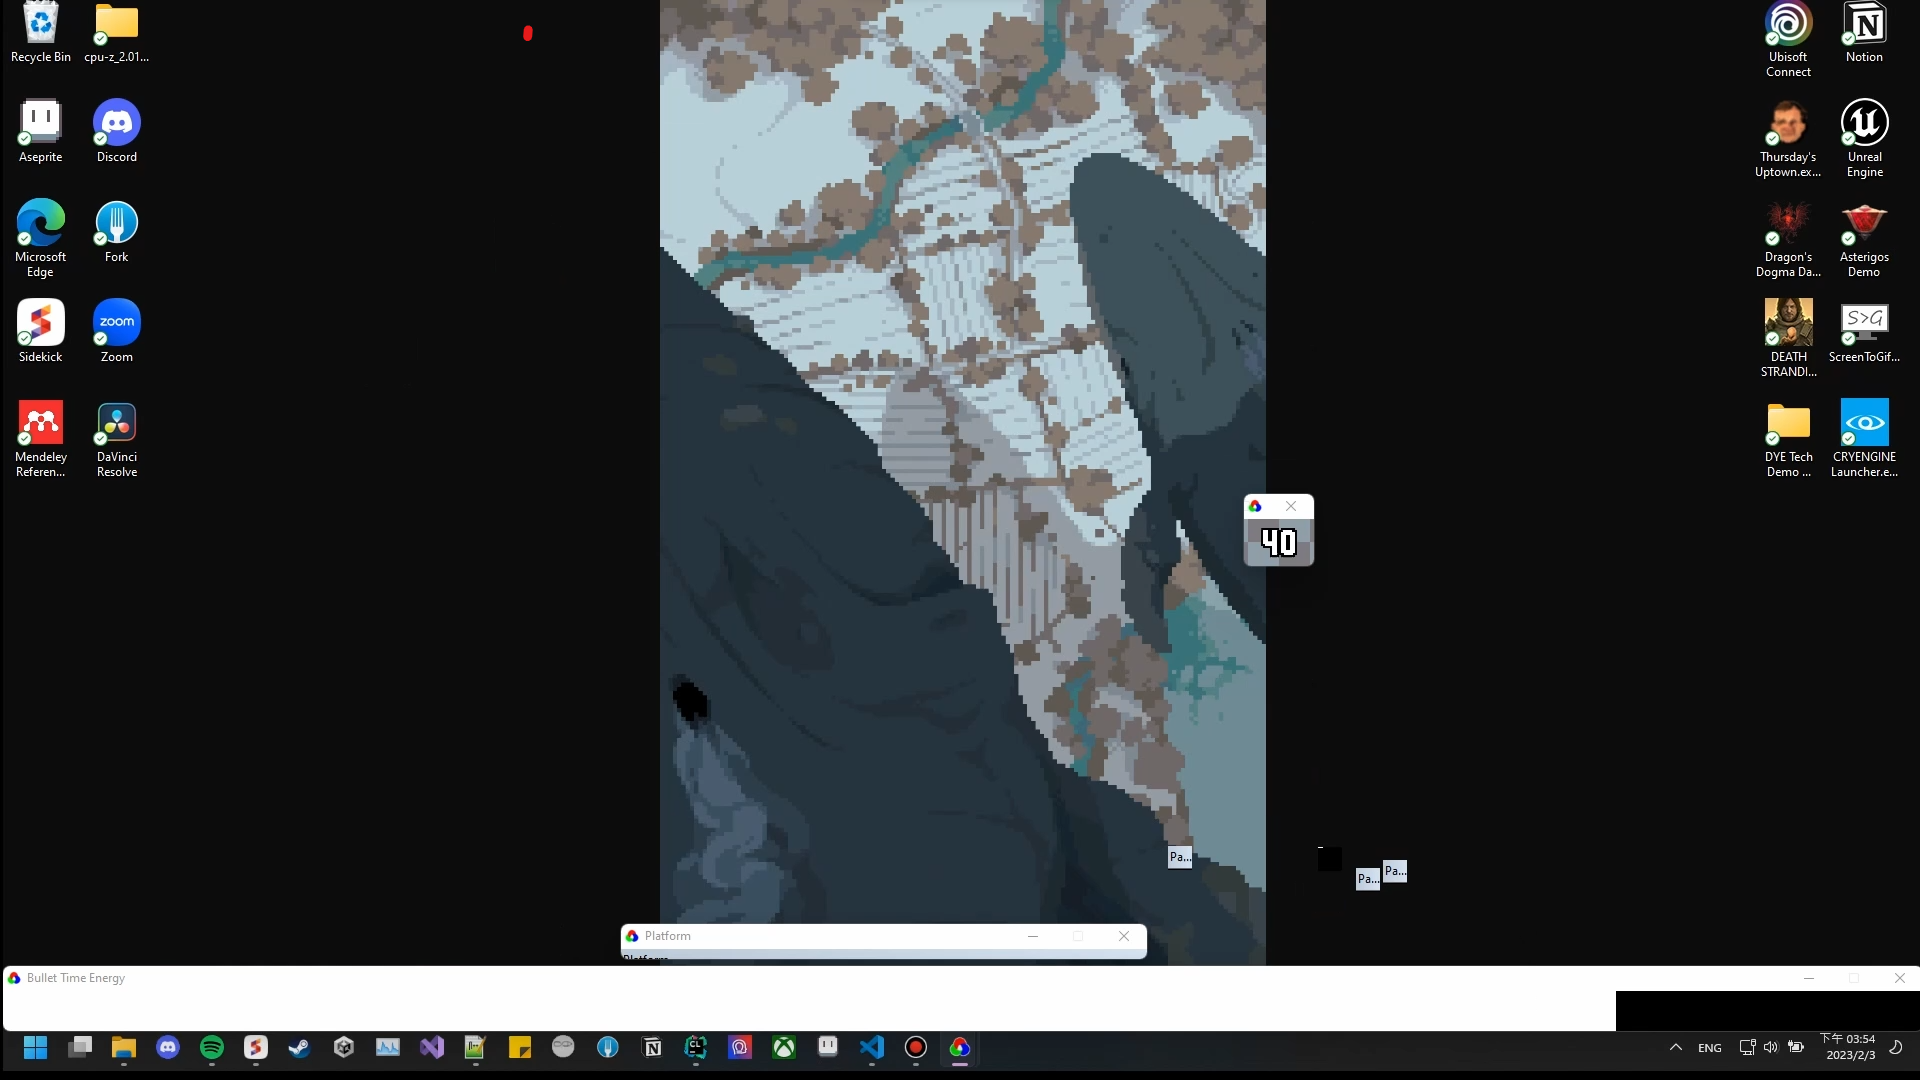 Recycle Bin
cpu-z_2.01...
Aseprite
Discord
Microsoft
Edge
Fork
Sidekick
zoom
Zoom
Mendeley
Referen...
DaVinci
Resolve
Ubisoft
Connect
Notion
Thursday's
Uptown.ex...
Unreal
Engine
Dragon's
Dogma Da...
Asterigos
Demo
DEATH
STRANDI...
S>G
ScreenToGif...
DYE Tech
Demo ...
CRYENGINE
Launcher.e...
40
Pa...
Pa...
Pa...
Platform
Platform
Bullet Time Energy
ENG
下午 03:54
2023/2/3